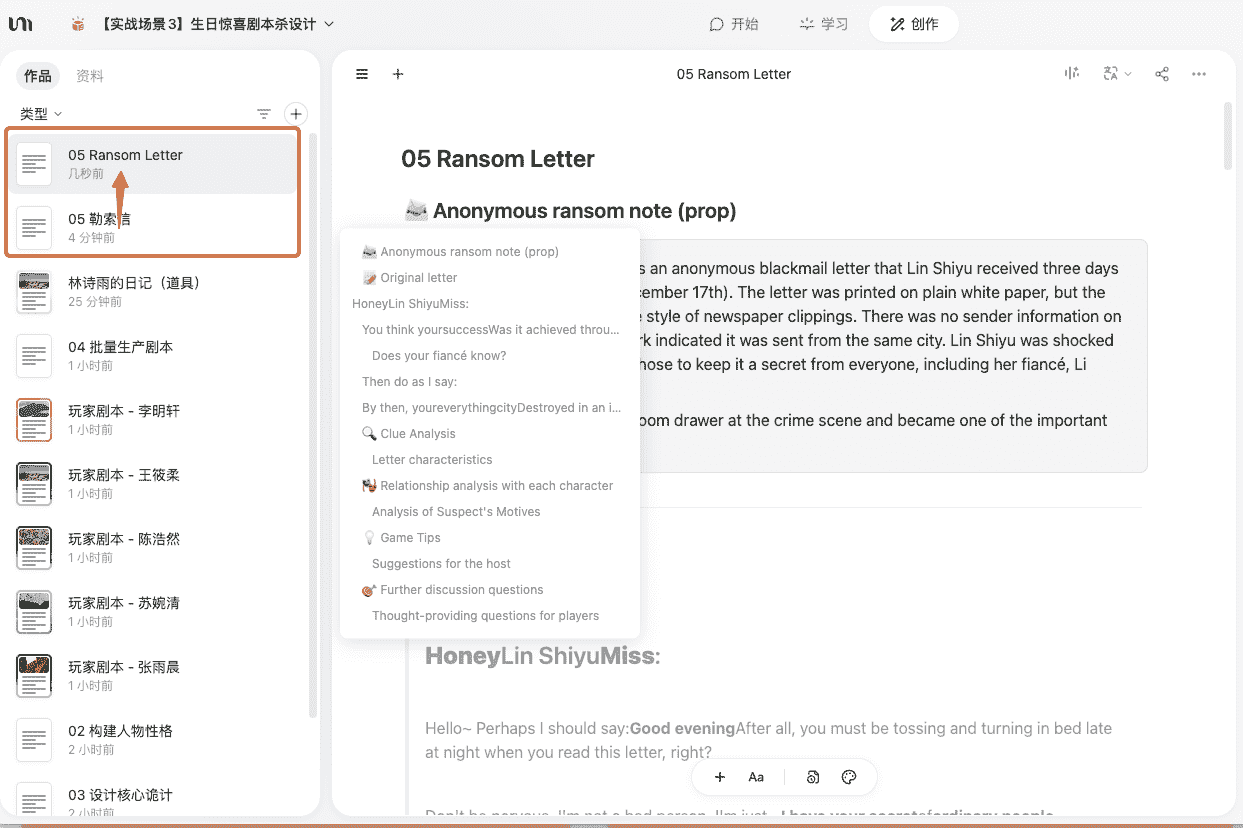 【实战场景3】生日惊喜剧本杀设计
开始
学习
创作
作品
资料
类型
05 Ransom Letter
几秒前
05 勒索信
4 分钟前
林诗雨的日记（道具）
25 分钟前
04 批量生产剧本
1 小时前
玩家剧本 - 李明轩
1 小时前
玩家剧本 - 王筱柔
1 小时前
玩家剧本 - 陈浩然
1 小时前
玩家剧本 - 苏婉清
1 小时前
玩家剧本 - 张雨晨
1 小时前
02 构建人物性格
2 小时前
03 设计核心诡计
2 小时前
05 Ransom Letter
05 Ransom Letter
Anonymous ransom note (prop)
Anonymous ransom note (prop)
Original letter
HoneyLin ShiyuMiss:
You think yoursuccessWas it achieved throu...
Does your fiancé know?
Then do as I say:
By then, youreverythingcityDestroyed in an i...
Clue Analysis
Letter characteristics
Relationship analysis with each character
Analysis of Suspect's Motives
Game Tips
Suggestions for the host
Further discussion questions
Thought-providing questions for players
s an anonymous blackmail letter that Lin Shiyu received three days
cember 17th). The letter was printed on plain white paper, but the
style of newspaper clippings. There was no sender information on
rk indicated it was sent from the same city. Lin Shiyu was shocked
hose to keep it a secret from everyone, including her fiancé, Li
oom drawer at the crime scene and became one of the important
HoneyLin ShiyuMiss:
Hello~ Perhaps I should say:Good eveningAfter all, you must be tossing and turning in bed late
at night when you read this letter, right?
Aa
Don't be nervous, I'm not a bad person. I'm just...I have your secretsofordinary people